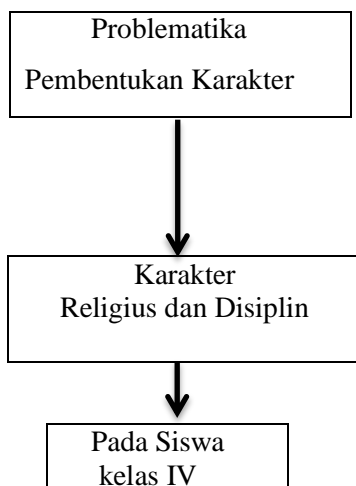 Problematika
Pembentukan Karakter
Karakter
Religius dan Disiplin
Pada Siswa
kelas IV